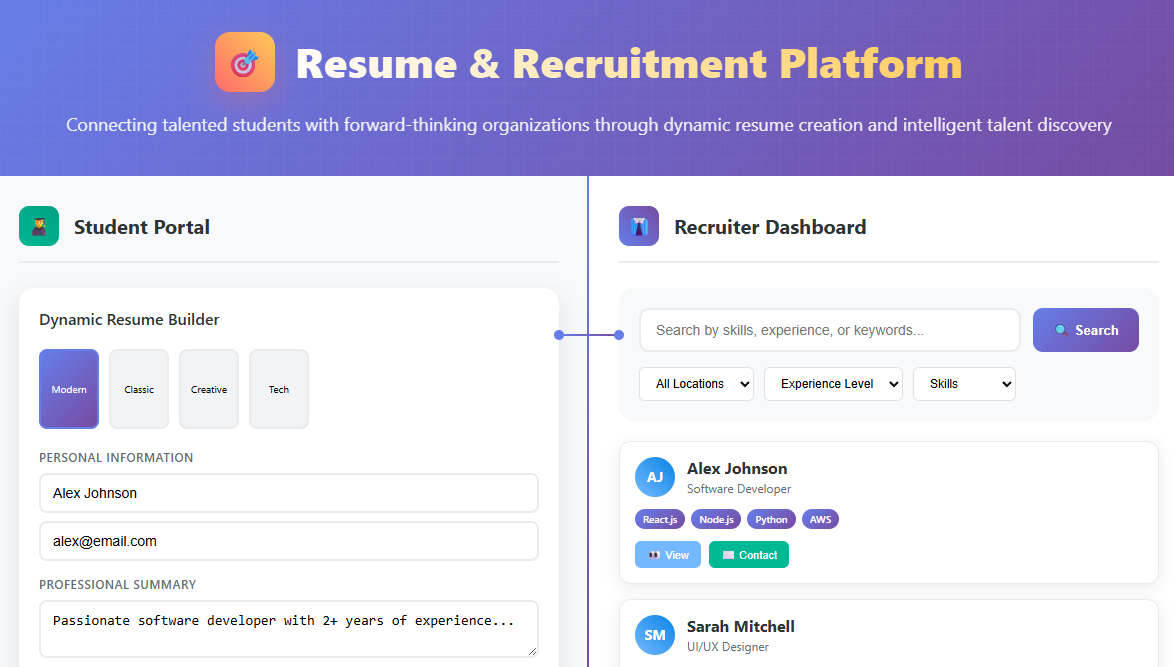 Resume & Recruitment Platform
Connecting talented students with forward-thinking organizations through dynamic resume creation and intelligent talent discovery
Student Portal
Dynamic Resume Builder
Modern
Classic
Creative
Tech
PERSONAL INFORMATION
Alex Johnson
alex@email.com
PROFESSIONAL SUMMARY
Passionate software developer with 2+ years of experience...
Recruiter Dashboard
Search by skills, experience, or keywords...
Search
All Locations
Experience Level
Skills
AJ
Alex Johnson
Software Developer
React.js
Node.js
Python
AWS
View
Contact
SM
Sarah Mitchell
UI/UX Designer